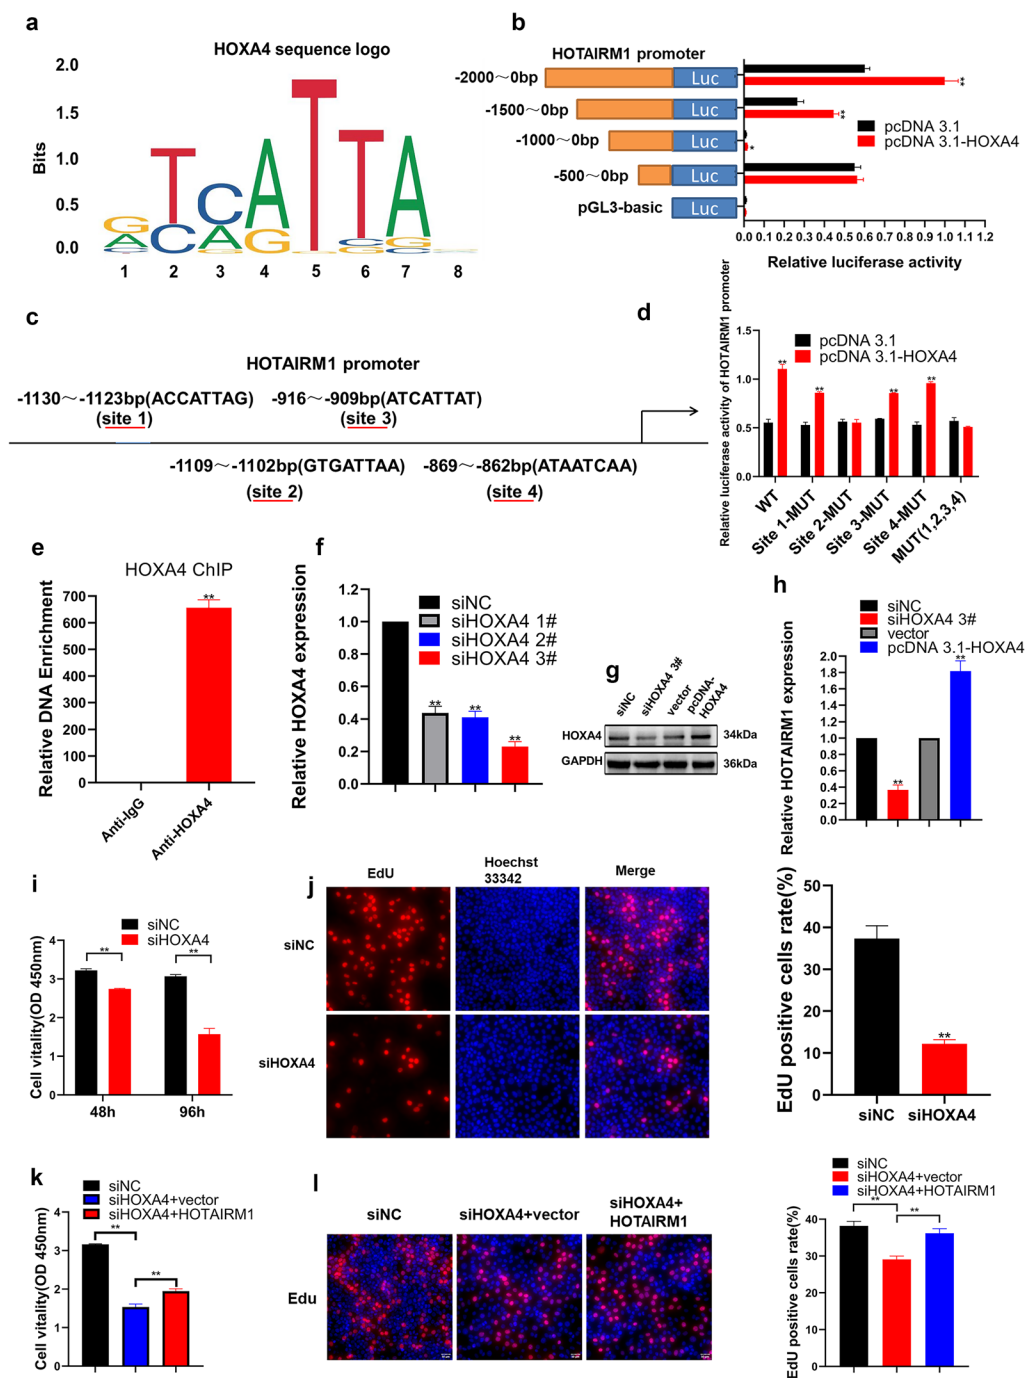 a
HOXA4 sequence logo
2.0
1.5
1.0
0.5
0.0
Bits
G A C
T C
C A G
A G
T
T C G
A G
1 2 3 4 5 6 7 8
b
HOTAIRM1 promoter
-2000～0bp Luc
**
-1500～0bp Luc
**
-1000～0bp Luc
*
-500～0bp Luc
pGL3-basic Luc
pcDNA 3.1
pcDNA 3.1-HOXA4
0.0 0.1 0.2 0.3 0.4 0.5 0.6 0.7 0.8 0.9 1.0 1.1 1.2
Relative luciferase activity
c
HOTAIRM1 promoter
-1130～-1123bp(ACCATTAG)
(site 1)
-916～-909bp(ATCATTAT)
(site 3)
-1109～-1102bp(GTGATTAA)
(site 2)
-869～-862bp(ATAATCAA)
(site 4)
d
Relative luciferase activity of HOTAIRM1 promoter
1.5
1.0
0.5
0.0
pcDNA 3.1
pcDNA 3.1-HOXA4
** ** ** **
WT
Site 1-MUT
Site 2-MUT
Site 3-MUT
Site 4-MUT
MUT(1,2,3,4)
e
HOXA4 ChIP
Relative DNA Enrichment
700
600
500
400
300
200
100
0
**
Anti-IgG
Anti-HOXA4
f
Relative HOXA4 expression
1.2
1.0
0.8
0.6
0.4
0.2
0.0
siNC
siHOXA4 1#
siHOXA4 2#
siHOXA4 3#
** ** **
g
siNC
siHOXA4 3#
vector
pcDNA-
HOXA4
HOXA4 34kDa
GAPDH 36kDa
h
siNC
siHOXA4 3#
vector
pcDNA 3.1-HOXA4
Relative HOTAIRM1 expression
2.0
1.8
1.6
1.4
1.2
1.0
0.8
0.6
0.4
0.2
0.0
** **
i
siNC
siHOXA4
Cell vitality(OD 450nm)
4
3
2
1
0
** **
48h 96h
j
EdU
Hoechst
33342
Merge
siNC
siHOXA4
EdU positive cells rate(%)
50
40
30
20
10
0
**
siNC siHOXA4
k
siNC
siHOXA4+vector
siHOXA4+HOTAIRM1
Cell vitality(OD 450nm)
4
3
2
1
0
** **
l
siNC
siHOXA4+vector
siHOXA4+
HOTAIRM1
Edu
siNC
siHOXA4+vector
siHOXA4+HOTAIRM1
EdU positive cells rate(%)
40
30
20
10
0
** **